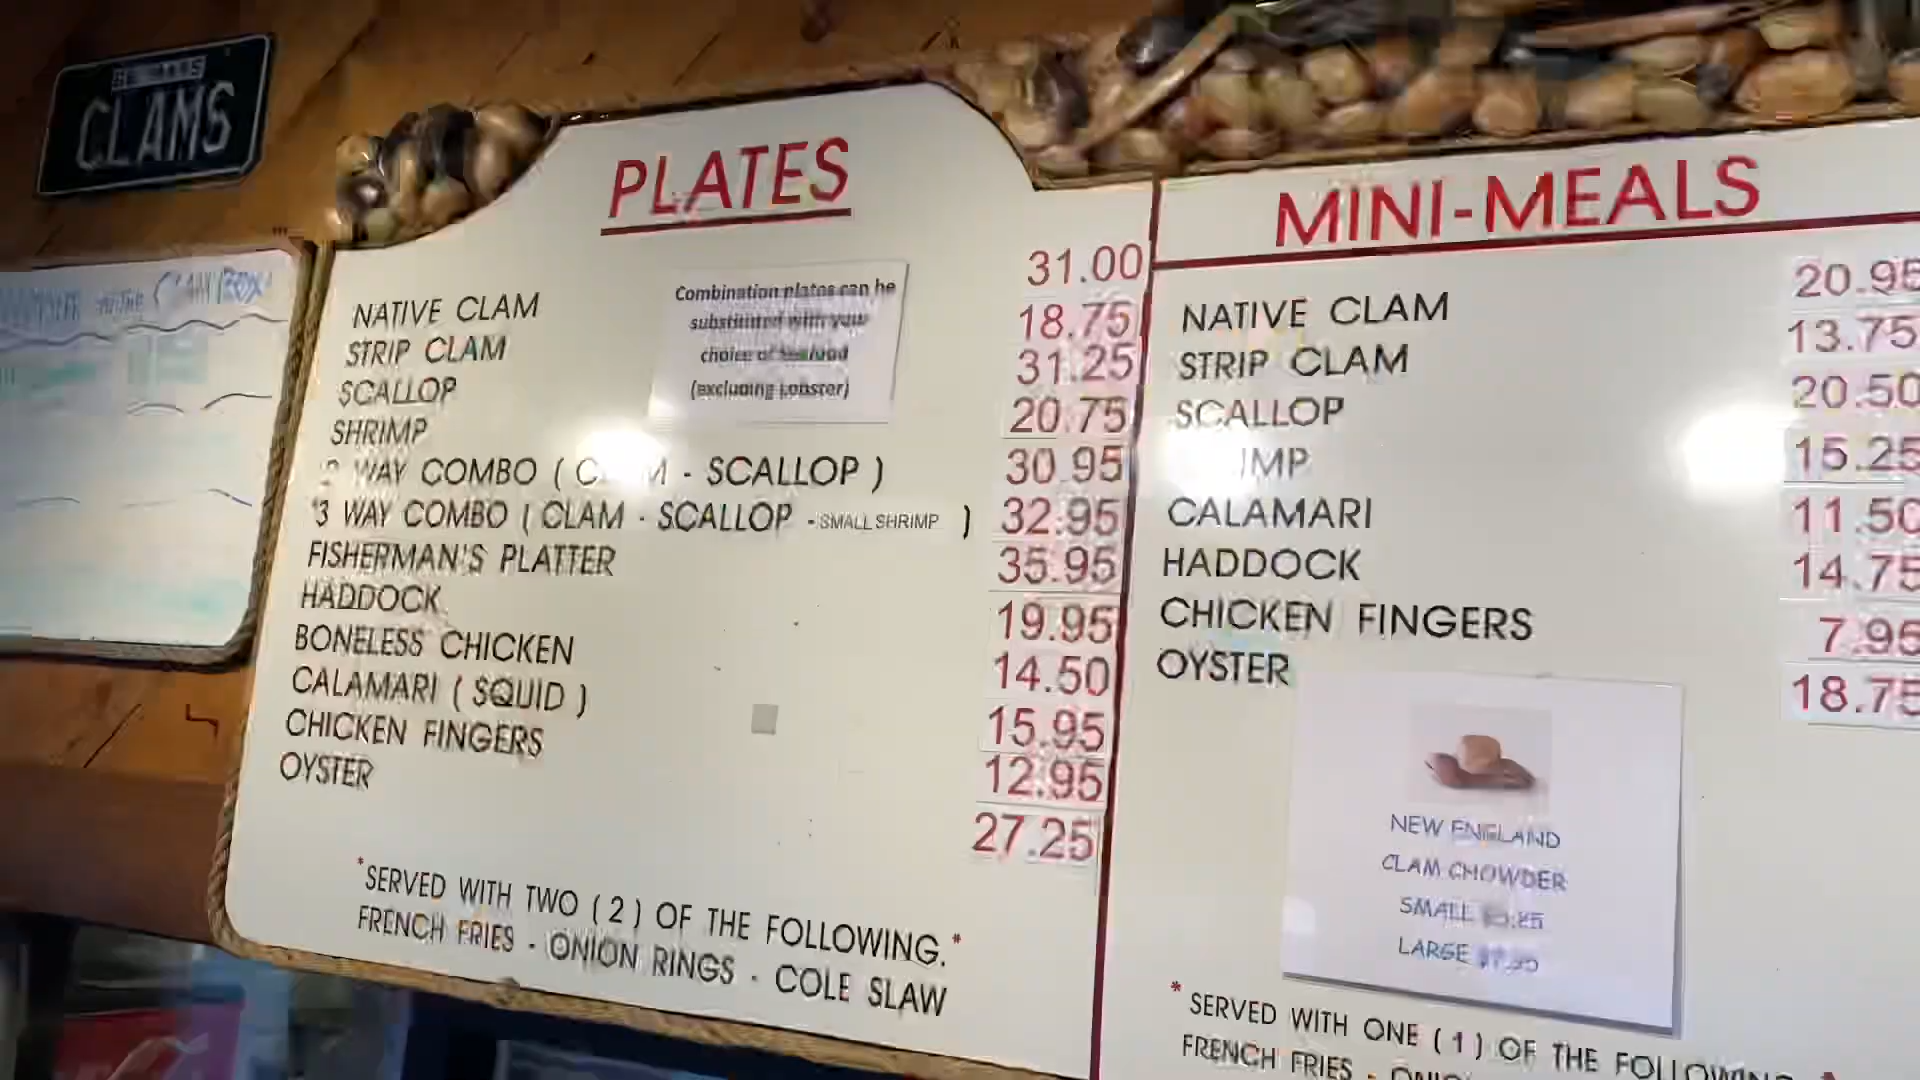 CLAMS
PLATES
Combination plates can be
substituted with your
choice of seafood
(excluding Lobster)
NATIVE CLAM 31.00
STRIP CLAM 18.75
SCALLOP 31.25
SHRIMP 20.75
WAY COMBO ( - SCALLOP ) 30.95
3 WAY COMBO ( CLAM - SCALLOP - SMALL SHRIMP ) 32.95
FISHERMAN'S PLATTER 35.95
HADDOCK 19.95
BONELESS CHICKEN 14.50
CALAMARI ( SQUID ) 15.95
CHICKEN FINGERS 12.95
OYSTER 27.25
*SERVED WITH TWO ( 2 ) OF THE FOLLOWING.*
FRENCH FRIES - ONION RINGS - COLE SLAW
MINI-MEALS
NATIVE CLAM 20.95
STRIP CLAM 13.75
SCALLOP 20.50
IMP 15.25
CALAMARI 11.50
HADDOCK 14.75
CHICKEN FINGERS 7.95
OYSTER 18.75
NEW ENGLAND
CLAM CHOWDER
SMALL
LARGE
*SERVED WITH ONE ( 1 ) OF THE FOLLOWING
FRENCH FRIES -